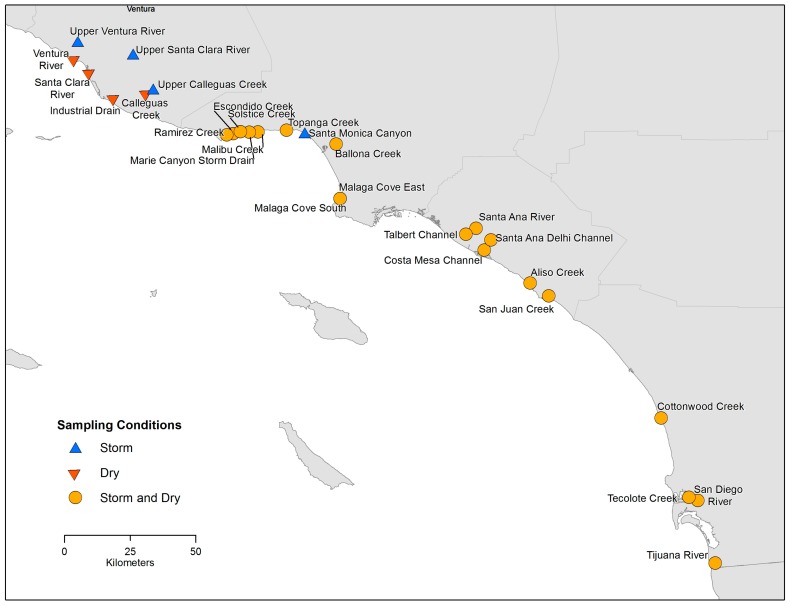 Ventura
Upper Ventura River
Upper Santa Clara River
Ventura
River
Santa Clara
River
Upper Calleguas Creek
Industrial Drain
Calleguas
Creek
Escondido Creek
Solstice Creek
Topanga Creek
Ramirez Creek
Santa Monica Canyon
Malibu Creek
Ballona Creek
Marie Canyon Storm Drain
Malaga Cove East
Malaga Cove South
Santa Ana River
Talbert Channel
Santa Ana Delhi Channel
Costa Mesa Channel
Aliso Creek
San Juan Creek
Cottonwood Creek
Sampling Conditions
Storm
Dry
Storm and Dry
San Diego
River
Tecolote Creek
0 25 50
Kilometers
Tijuana River